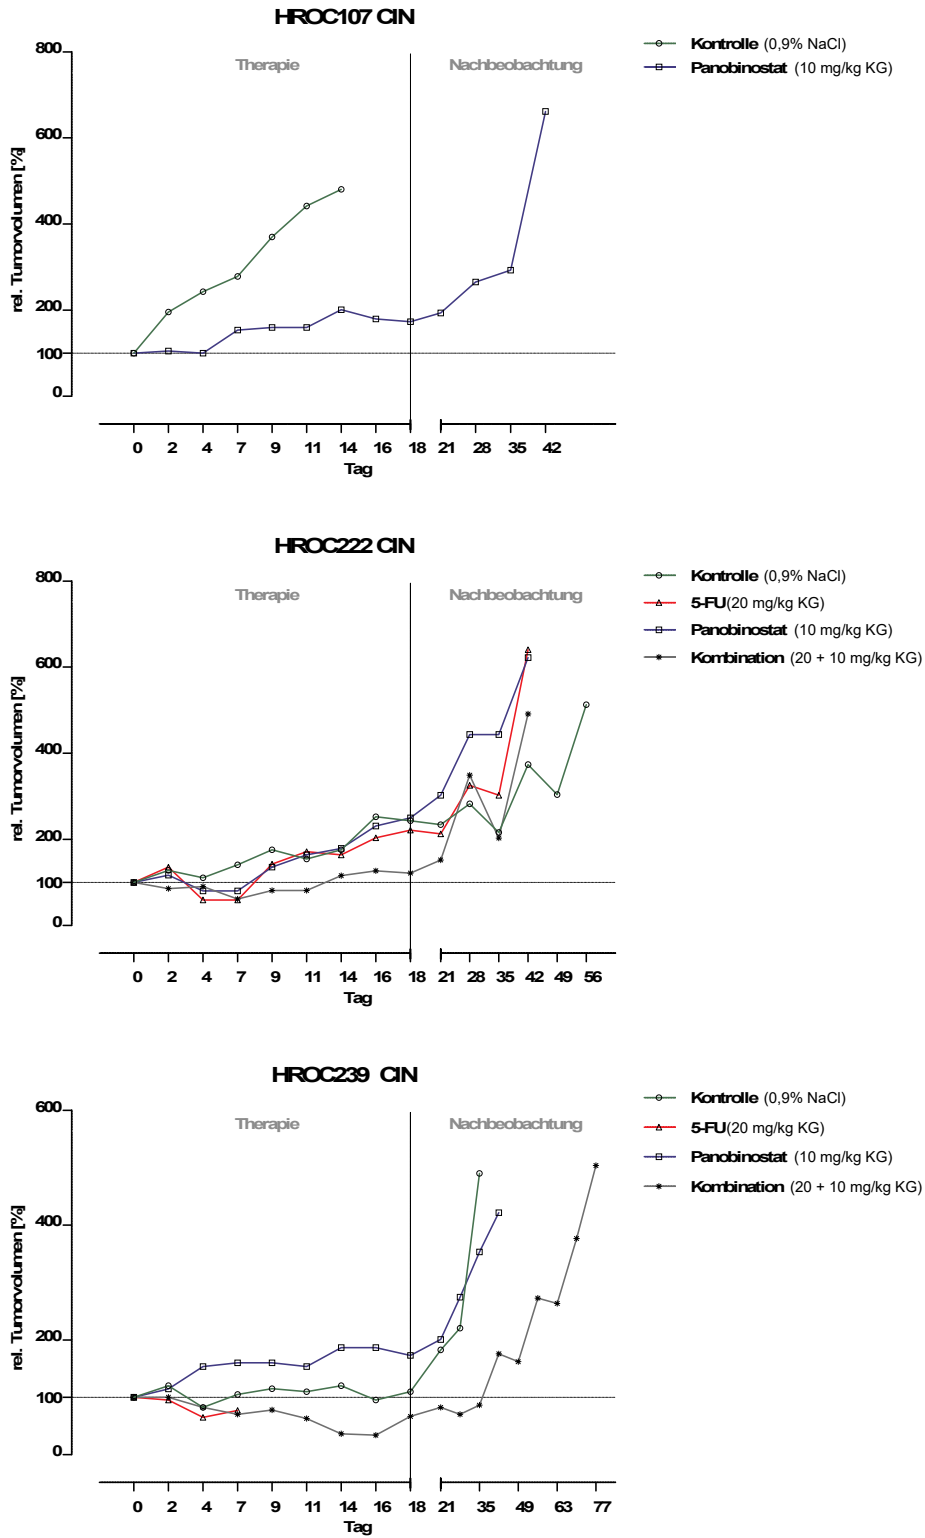 HROC107 CIN
800
600
400
200
100
0
rel. Tumorvolumen [%]
Therapie
Nachbeobachtung
0 2 4 7 9 11 14 16 18 21 28 35 42
Tag
Kontrolle (0,9% NaCl)
Panobinostat (10 mg/kg KG)
HROC222 CIN
800
600
400
200
100
0
rel. Tumorvolumen [%]
Therapie
Nachbeobachtung
0 2 4 7 9 11 14 16 18 21 28 35 42 49 56
Tag
Kontrolle (0,9% NaCl)
5-FU(20 mg/kg KG)
Panobinostat (10 mg/kg KG)
Kombination (20 + 10 mg/kg KG)
HROC239 CIN
600
400
200
100
0
rel. Tumorvolumen [%]
Therapie
Nachbeobachtung
0 2 4 7 9 11 14 16 18 21 35 49 63 77
Tag
Kontrolle (0,9% NaCl)
5-FU(20 mg/kg KG)
Panobinostat (10 mg/kg KG)
Kombination (20 + 10 mg/kg KG)